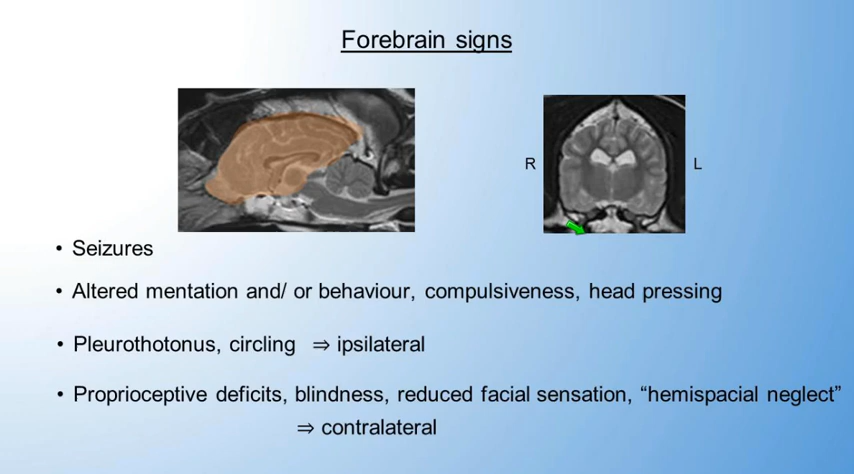 Forebrain signs
R
L
• Seizures
• Altered mentation and/ or behaviour, compulsiveness, head pressing
• Pleurothotonus, circling ⇒ ipsilateral
• Proprioceptive deficits, blindness, reduced facial sensation, “hemispacial neglect”
⇒ contralateral